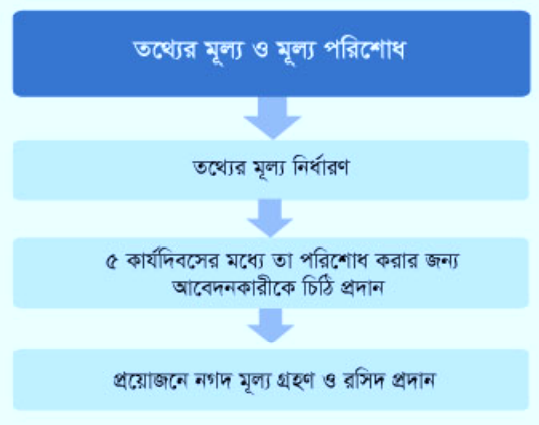 তথ্যের মূল্য ও মূল্য পরিশোধ
তথ্যের মূল্য নির্ধারণ
৫ কার্যদিবসের মধ্যে তা পরিশোধ করার জন্য
আবেদনকারীকে চিঠি প্রদান
প্রয়োজনে নগদ মূল্য গ্রহণ ও রসিদ প্রদান